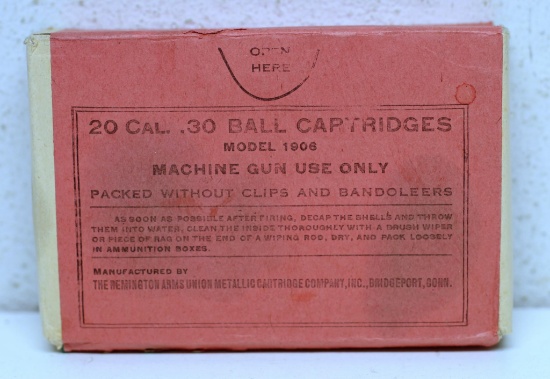 OPEN
HERE
20 CAL. .30 BALL CARTRIDGES
MODEL 1906
MACHINE GUN USE ONLY
PACKED WITHOUT CLIPS AND BANDOLEERS
AS SOON AS POSSIBLE AFTER FIRING, DECAP THE SHELLS AND THROW
THEM INTO WATER, CLEAN THE INSIDE THOROUGHLY WITH A BRUSH WIPER
OR PIECE OF RAG ON THE END OF A WIPING ROD, DRY, AND PACK LOOSELY
IN AMMUNITION BOXES.
MANUFACTURED BY
THE REMINGTON ARMS UNION METALLIC CARTRIDGE COMPANY, INC., BRIDGEPORT, CONN.